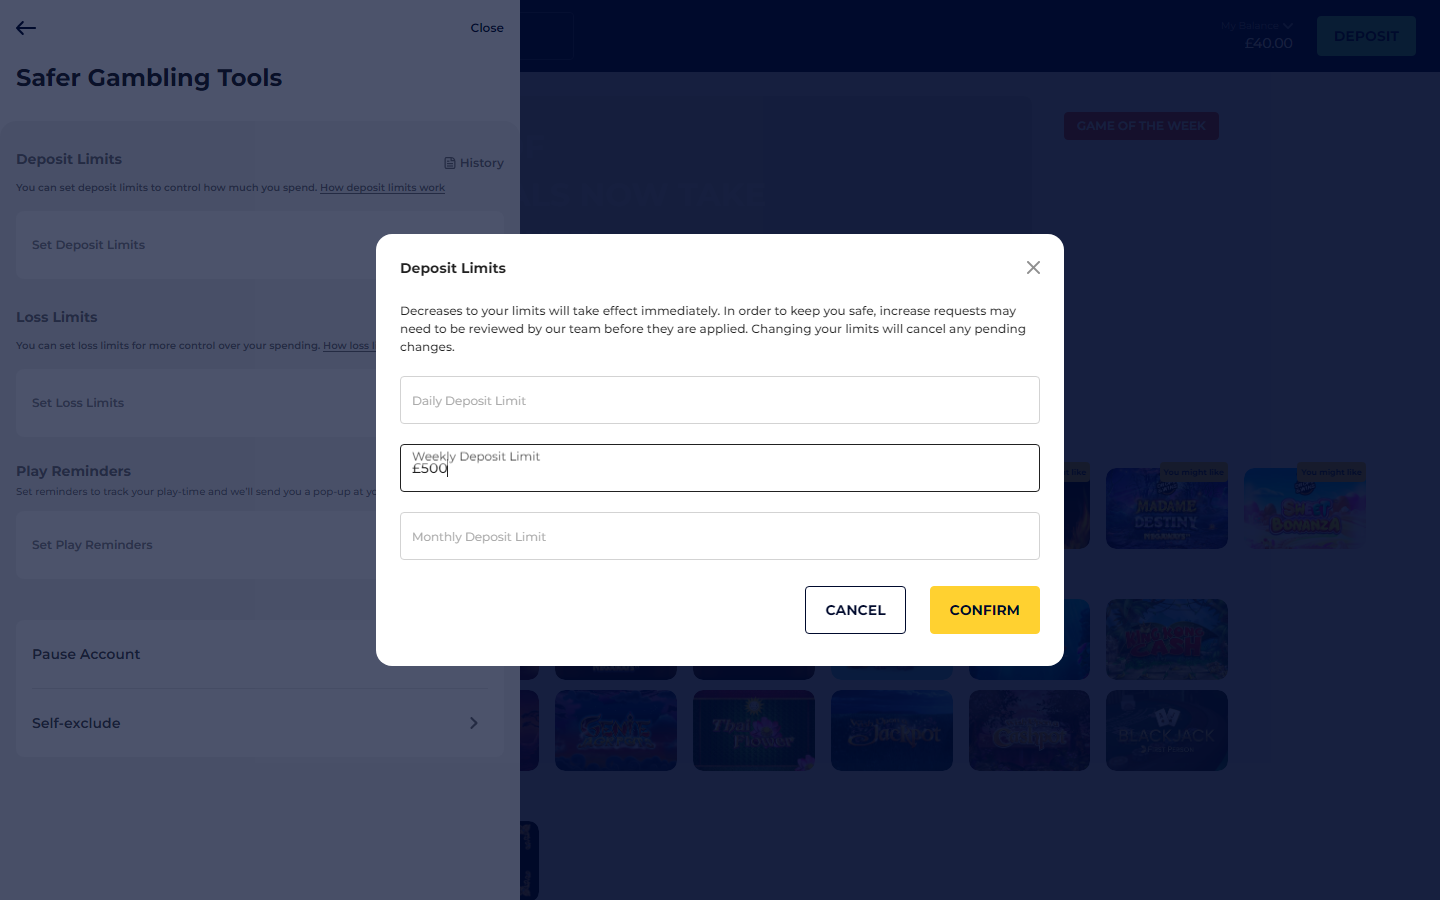 Close
Safer Gambling Tools
Deposit Limits
History
You can set deposit limits to control how much you spend. How deposit limits work
Set Deposit Limits
Loss Limits
You can set loss limits for more control over your spending. How loss l
Set Loss Limits
Play Reminders
Set reminders to track your play-time and we'll send you a pop-up at yo
Set Play Reminders
Pause Account
Self-exclude
My Balance
£40.00
DEPOSIT
GAME OF THE WEEK
Deposit Limits
Decreases to your limits will take effect immediately. In order to keep you safe, increase requests may
need to be reviewed by our team before they are applied. Changing your limits will cancel any pending
changes.
Daily Deposit Limit
Weekly Deposit Limit
£500
Monthly Deposit Limit
CANCEL
CONFIRM
like
You might like
You might like
MADAME
DESTINY
MEGAWAYS
SWEET
BONANZA
Thai
Flower
Jackpot
BLACKJACK